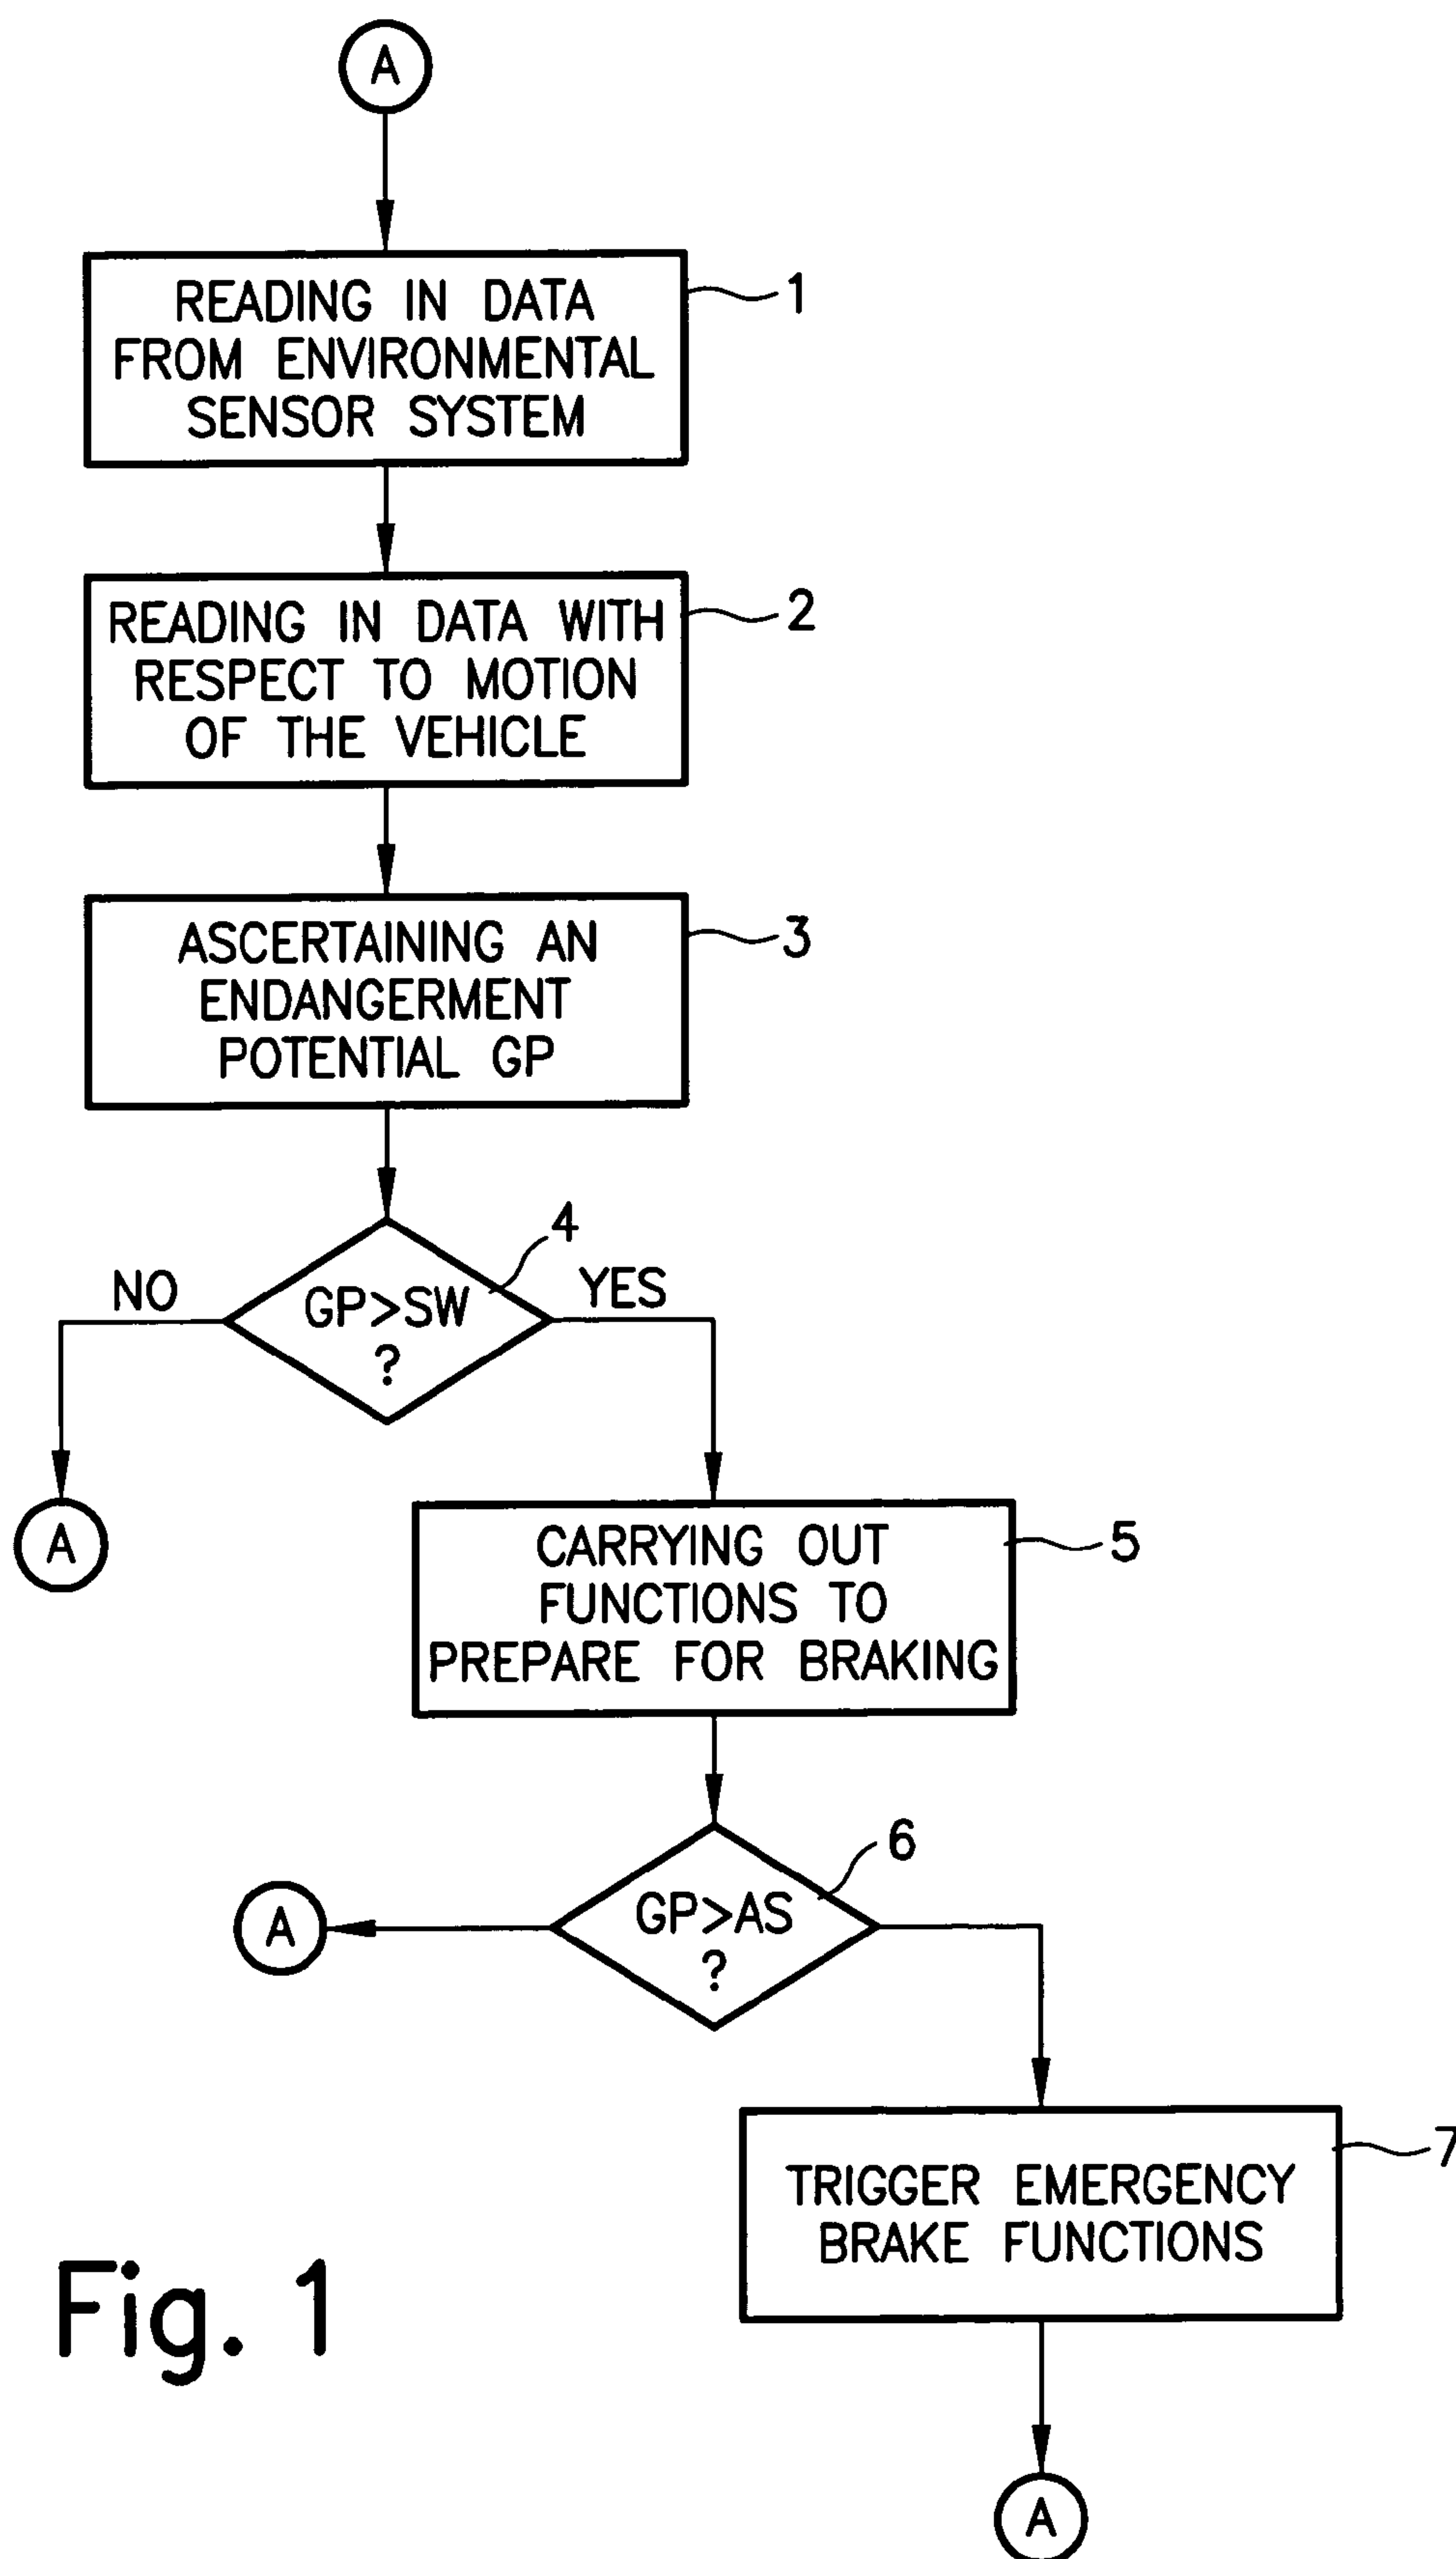 A
READING IN DATA
FROM ENVIRONMENTAL
SENSOR SYSTEM
1
READING IN DATA WITH
RESPECT TO MOTION
OF THE VEHICLE
2
ASCERTAINING AN
ENDANGERMENT
POTENTIAL GP
3
4
NO
GP>SW
?
YES
A
CARRYING OUT
FUNCTIONS TO
PREPARE FOR BRAKING
5
6
A
GP>AS
?
TRIGGER EMERGENCY
BRAKE FUNCTIONS
7
Fig. 1
A